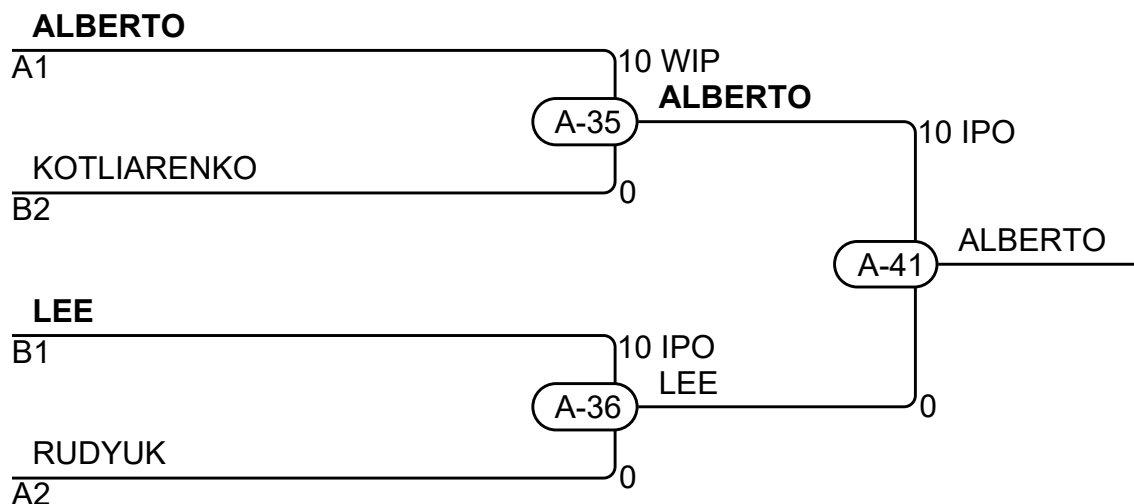 ALBERTO
A1
10 WIP
ALBERTO
A-35
10 IPO
KOTLIARENKO
B2
0
ALBERTO
A-41
LEE
B1
10 IPO
LEE
A-36
0
RUDYUK
A2
0